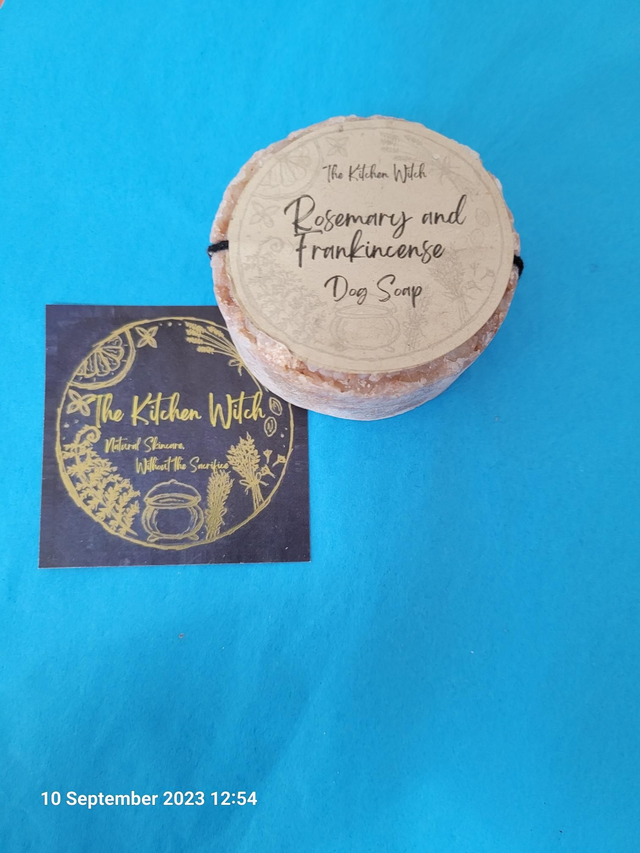 The Kitchen Witch
Rosemary and
Frankincense
Dog Soap
The Kitchen Witch
Natural Skincare,
Without the Sacrifice
10 September 2023 12:54